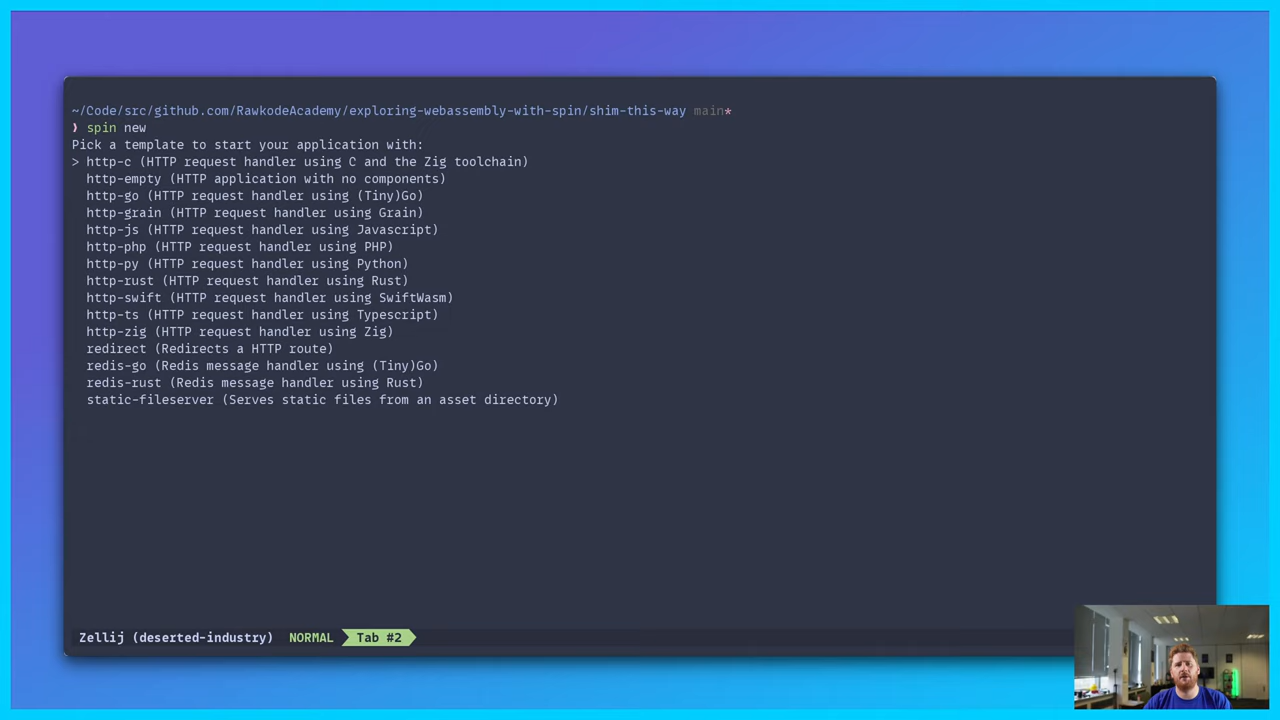 ~/Code/src/github.com/RawkodeAcademy/exploring-webassembly-with-spin/shim-this-way main*
❯ spin new
Pick a template to start your application with:
> http-c (HTTP request handler using C and the Zig toolchain)
http-empty (HTTP application with no components)
http-go (HTTP request handler using (Tiny)Go)
http-grain (HTTP request handler using Grain)
http-js (HTTP request handler using Javascript)
http-php (HTTP request handler using PHP)
http-py (HTTP request handler using Python)
http-rust (HTTP request handler using Rust)
http-swift (HTTP request handler using SwiftWasm)
http-ts (HTTP request handler using Typescript)
http-zig (HTTP request handler using Zig)
redirect (Redirects a HTTP route)
redis-go (Redis message handler using (Tiny)Go)
redis-rust (Redis message handler using Rust)
static-fileserver (Serves static files from an asset directory)
Zellij (deserted-industry) NORMAL Tab #2